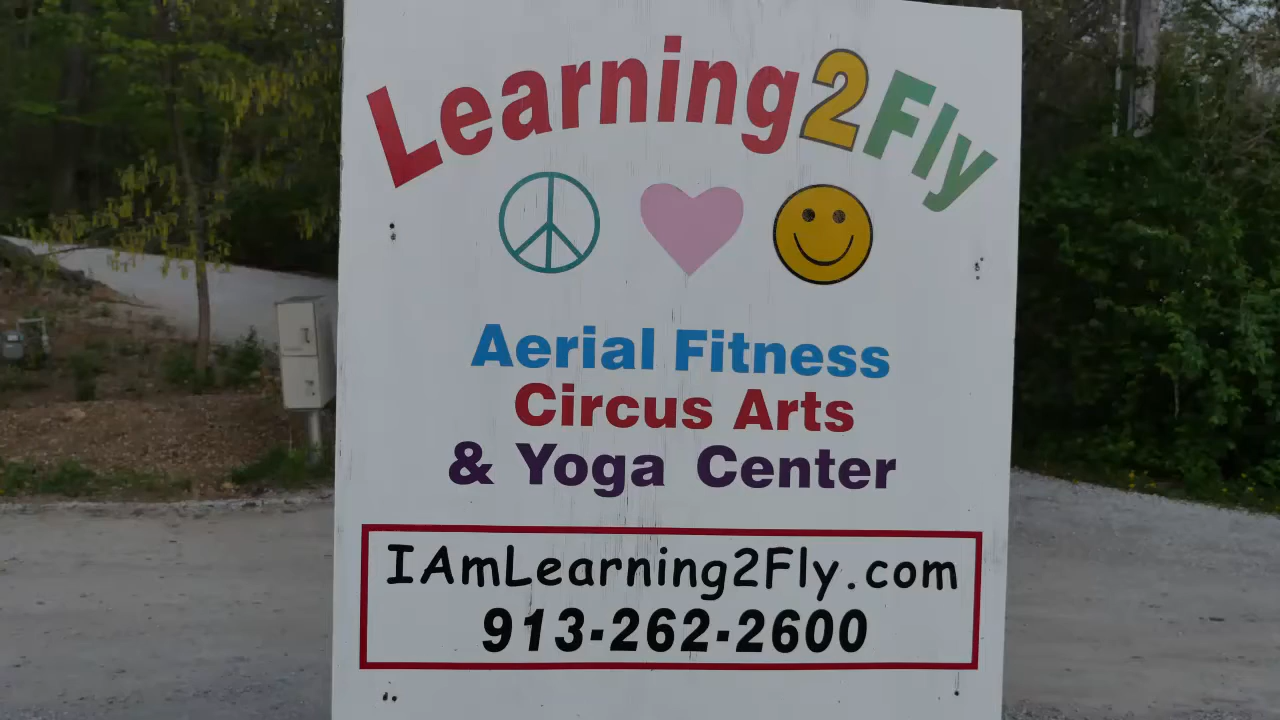 Learning2Fly
Aerial Fitness
Circus Arts
& Yoga Center
IAmLearning2Fly.com
913-262-2600